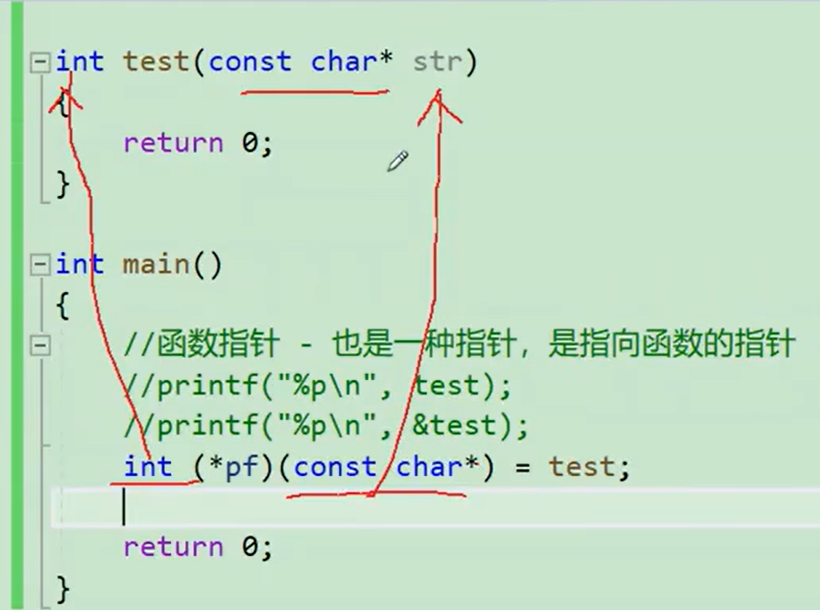 int test(const char* str)
{
return 0;
}
int main()
{
//函数指针 - 也是一种指针，是指向函数的指针
//printf("%p\n", test);
//printf("%p\n", &test);
int (*pf)(const char*) = test;
return 0;
}